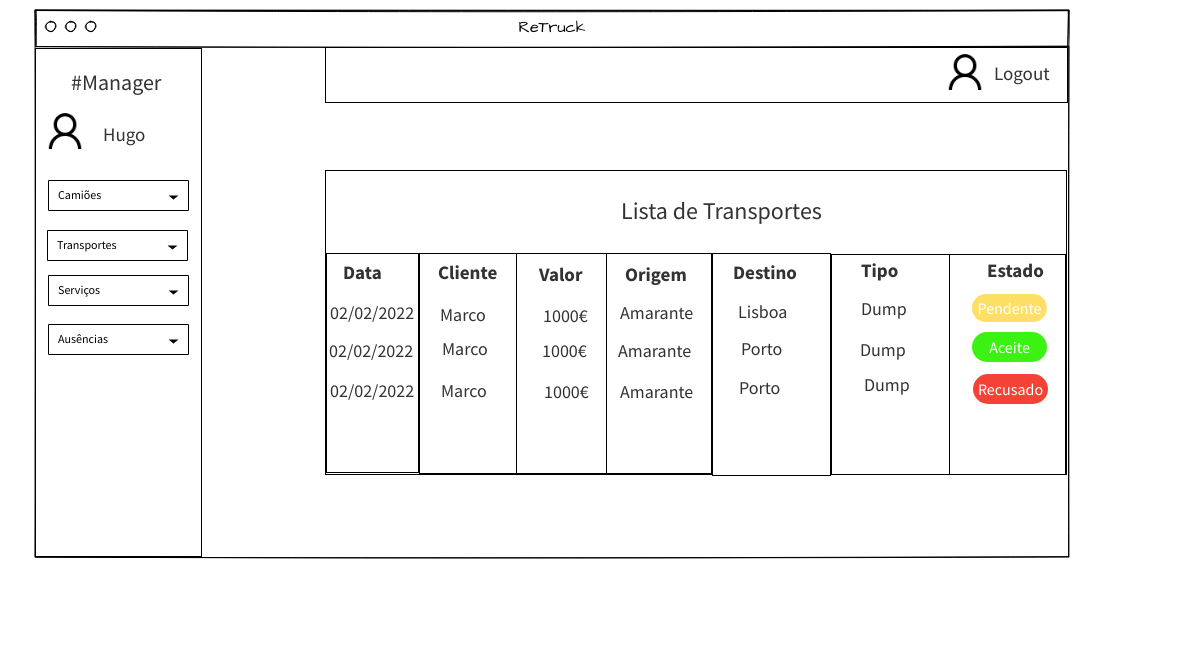 ReTruck
#Manager
Hugo
Camiões
Transportes
Serviços
Ausências
Logout
Lista de Transportes
Data Cliente Valor Origem Destino Tipo Estado
02/02/2022 Marco 1000€ Amarante Lisboa Dump Pendente
02/02/2022 Marco 1000€ Amarante Porto Dump Aceite
02/02/2022 Marco 1000€ Amarante Porto Dump Recusado